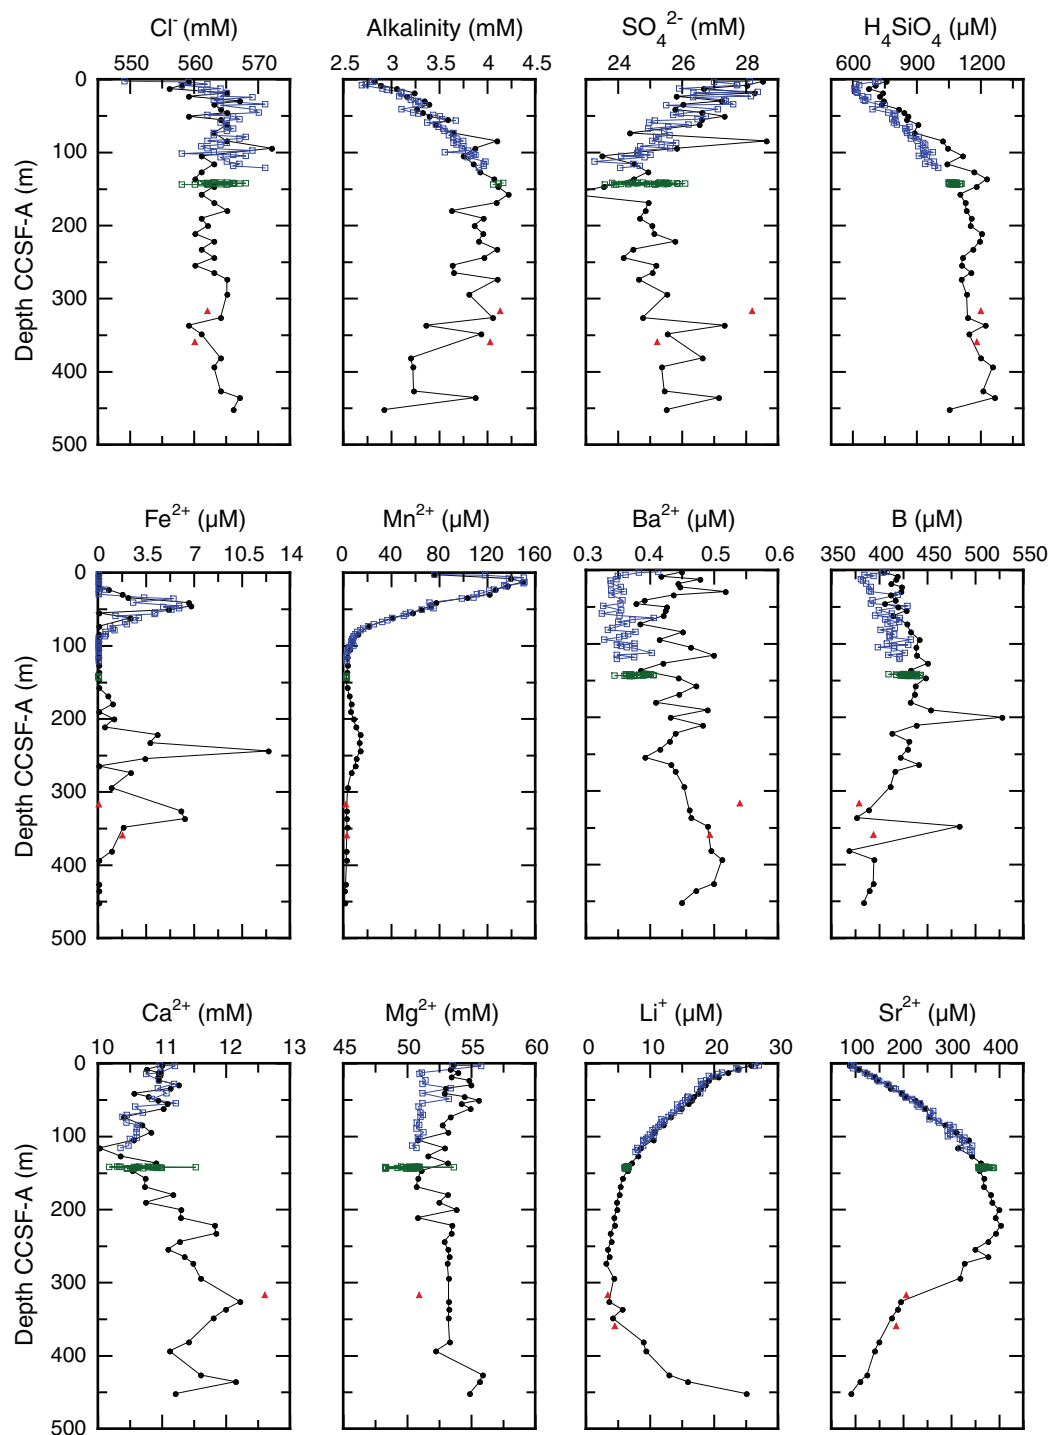 Cl⁻ (mM) Alkalinity (mM) SO₄²⁻ (mM) H₄SiO₄ (µM)
550 560 570 2.5 3 3.5 4 4.5 24 26 28 600 900 1200
0
100
200
300
400
500
Depth CCSF-A (m)
Fe²⁺ (µM) Mn²⁺ (µM) Ba²⁺ (µM) B (µM)
0 3.5 7 10.5 14 0 40 80 120 160 0.3 0.4 0.5 0.6 350 400 450 500 550
0
100
200
300
400
500
Depth CCSF-A (m)
Ca²⁺ (mM) Mg²⁺ (mM) Li⁺ (µM) Sr²⁺ (µM)
10 11 12 13 45 50 55 60 0 10 20 30 100 200 300 400
0
100
200
300
400
500
Depth CCSF-A (m)